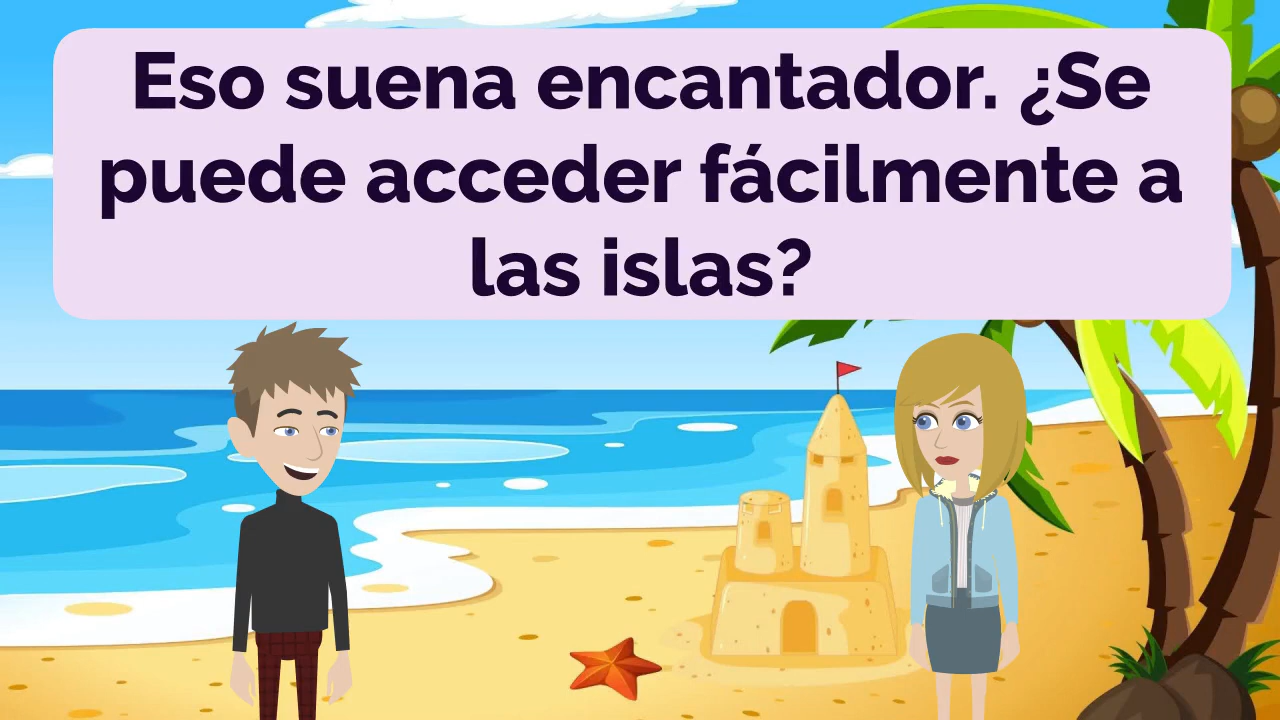 Eso suena encantador. ¿Se
puede acceder fácilmente a
las islas?